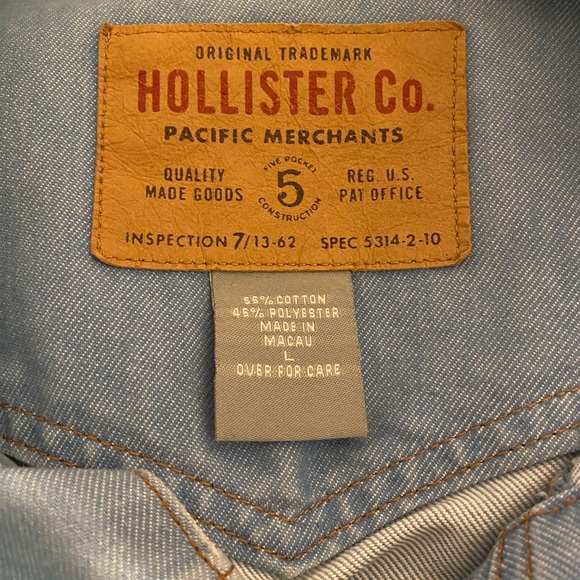 ORIGINAL TRADEMARK
HOLLISTER Co.
PACIFIC MERCHANTS
QUALITY
MADE GOODS
FIVE POCKET
5
CONSTRUCTION
REG. U.S.
PAT OFFICE
INSPECTION 7/13-62 SPEC 5314-2-10
55% COTTON
45% POLYESTER
MADE IN
MACAU
L
OVER FOR CARE